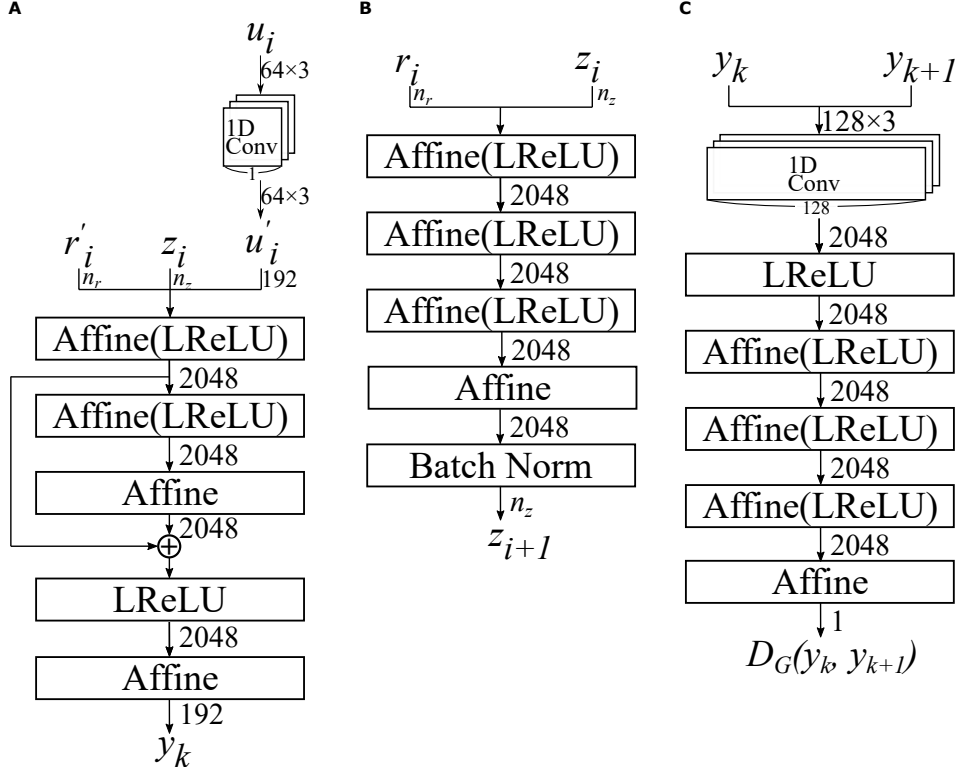 A
u_i
64×3
1D
Conv
1
64×3
r'_i z_i u'_i
n_r n_z 192
Affine(LReLU)
2048
Affine(LReLU)
2048
Affine
2048
+
LReLU
2048
Affine
192
y_k
B
r_i z_i
n_r n_z
Affine(LReLU)
2048
Affine(LReLU)
2048
Affine(LReLU)
2048
Affine
2048
Batch Norm
n_z
z_{i+1}
C
y_k y_{k+1}
128×3
1D
Conv
128
2048
LReLU
2048
Affine(LReLU)
2048
Affine(LReLU)
2048
Affine(LReLU)
2048
Affine
1
D_G(y_k, y_{k+1})